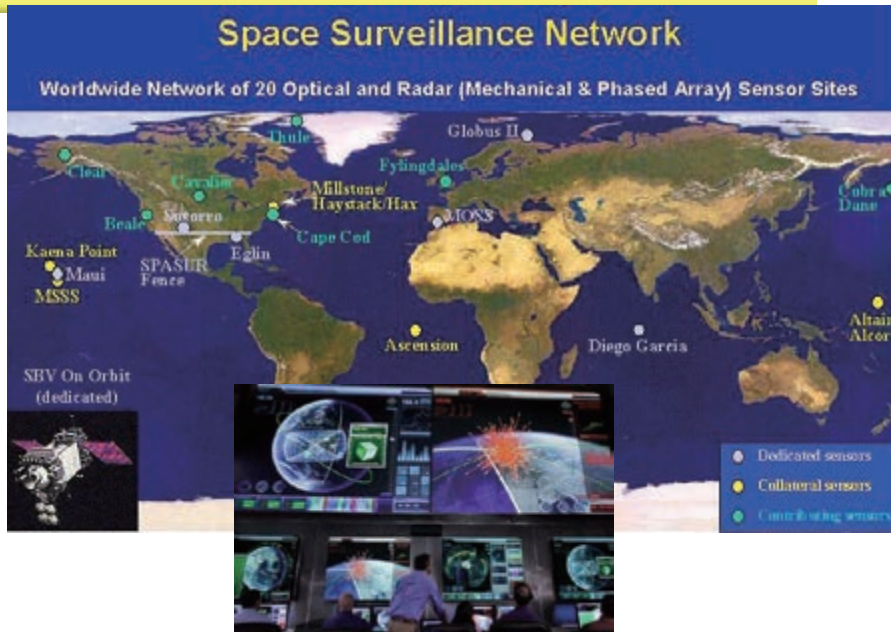 Space Surveillance Network
Worldwide Network of 20 Optical and Radar (Mechanical & Phased Array) Sensor Sites
Thule
Globus II
Clear
Fylingdales
Cavalier
Millstone/
Haystack/Hax
Cobra
Dane
Beale
Socorro
MOSS
Cape Cod
Eglin
Kaena Point
SPASUR
Fence
Maui
MSSS
Altair
Alcor
Ascension
Diego Garcia
SBV On Orbit
(dedicated)
Dedicated sensors
Collateral sensors
Contributing sensors